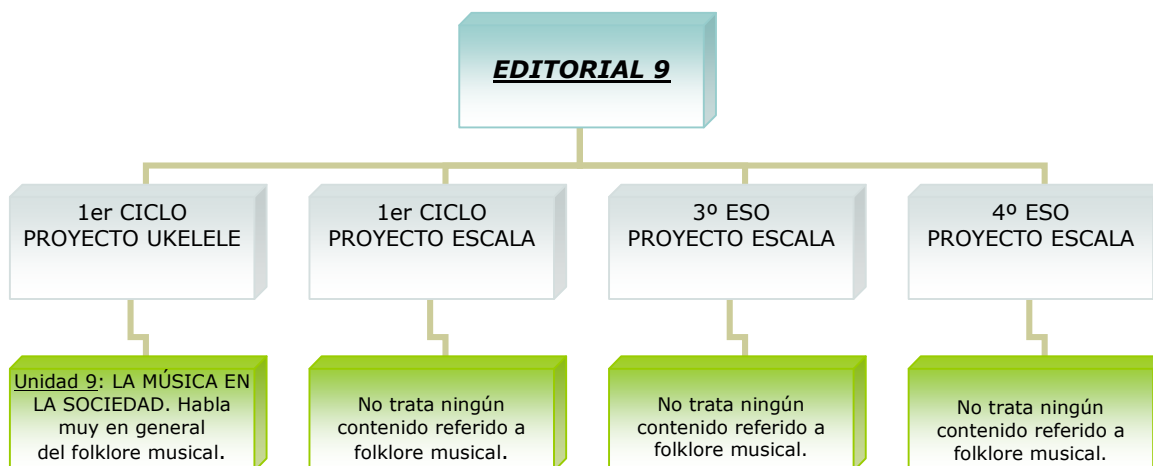 EDITORIAL 9
1er CICLO
PROYECTO UKELELE
1er CICLO
PROYECTO ESCALA
3º ESO
PROYECTO ESCALA
4º ESO
PROYECTO ESCALA
Unidad 9: LA MÚSICA EN
LA SOCIEDAD. Habla
muy en general
del folklore musical.
No trata ningún
contenido referido a
folklore musical.
No trata ningún
contenido referido a
folklore musical.
No trata ningún
contenido referido a
folklore musical.